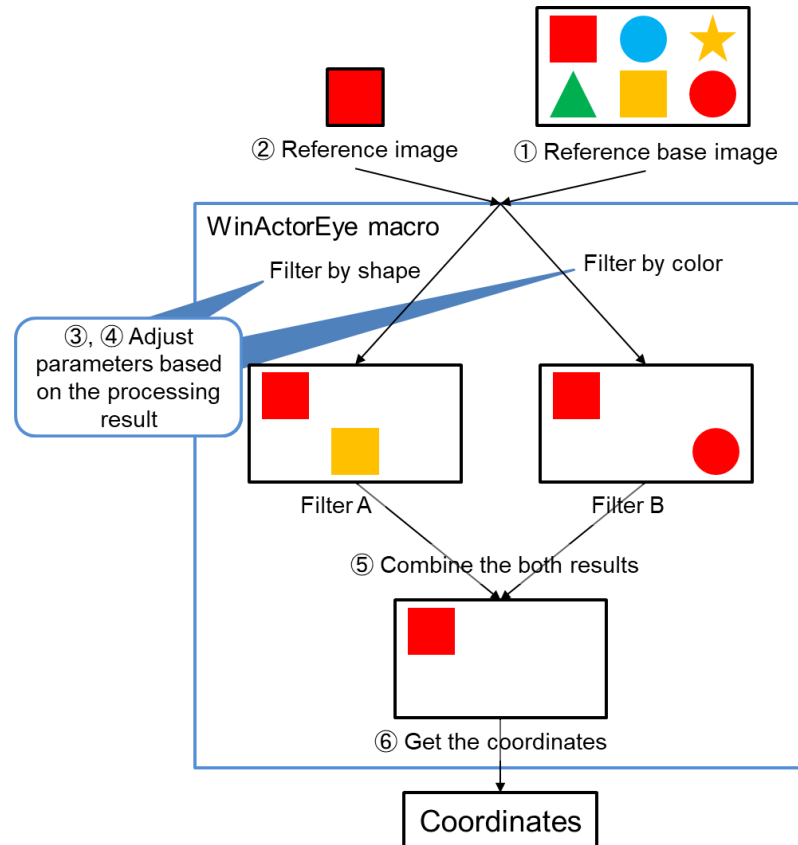 ② Reference image
① Reference base image
WinActorEye macro
Filter by shape
Filter by color
③, ④ Adjust
parameters based
on the processing
result
Filter A
Filter B
⑤ Combine the both results
⑥ Get the coordinates
Coordinates